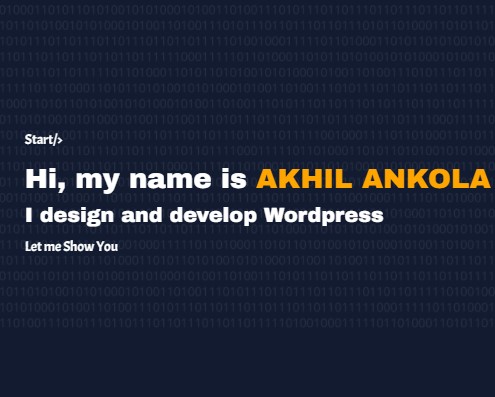 Start/>
Hi, my name is AKHIL ANKOLA
I design and develop Wordpress
Let me Show You